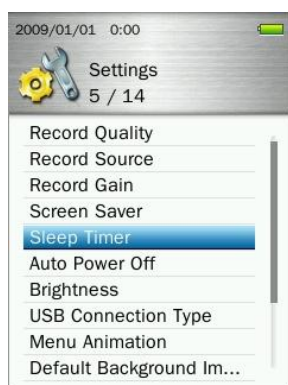 2009/01/01 0:00
Settings
5 / 14
Record Quality
Record Source
Record Gain
Screen Saver
Sleep Timer
Auto Power Off
Brightness
USB Connection Type
Menu Animation
Default Background Im...